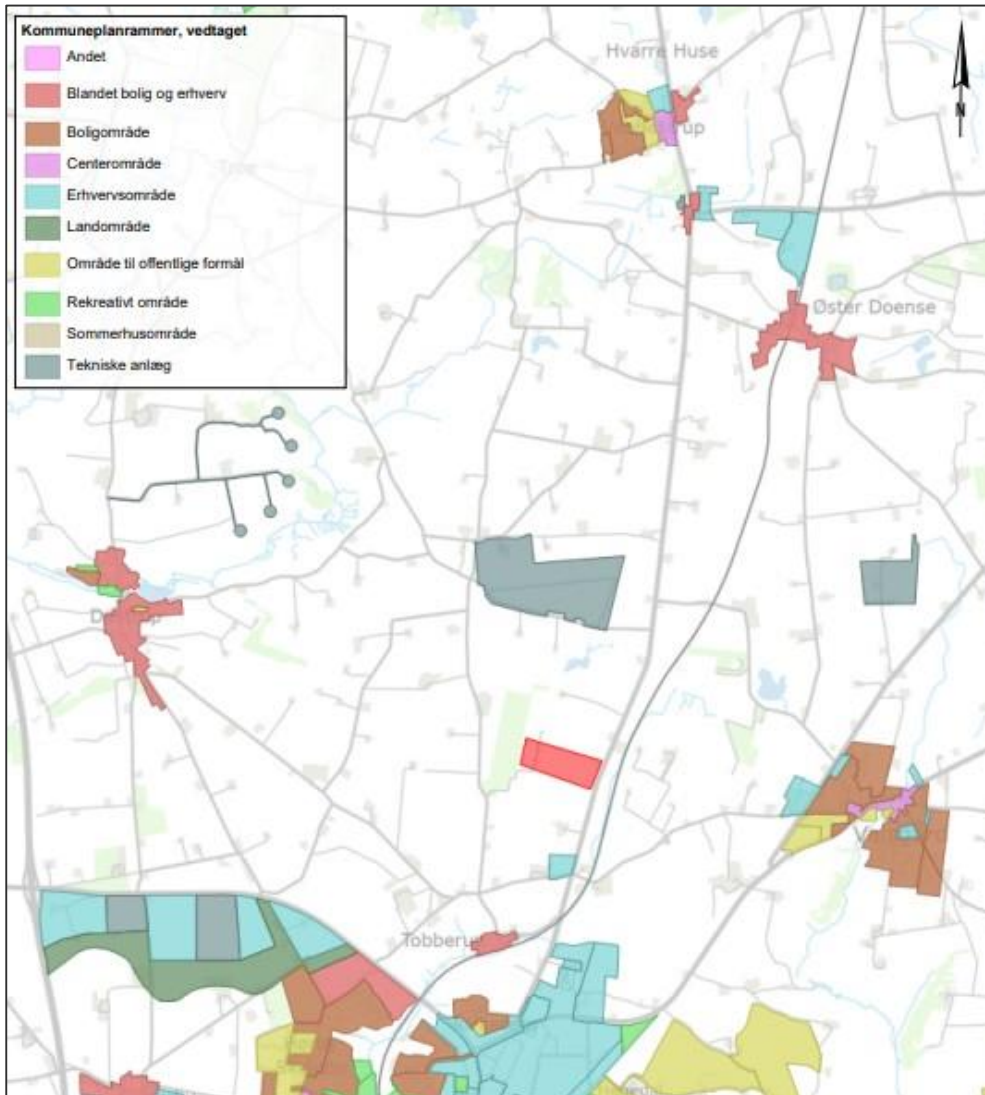 Kommuneplanrammer, vedtaget
Andet
Blandet bolig og erhverv
Boligområde
Centerområde
Erhvervsområde
Landområde
Område til offentlige formål
Rekreativt område
Sommerhusområde
Tekniske anlæg
Hvarre Huse
N
Øster Doense